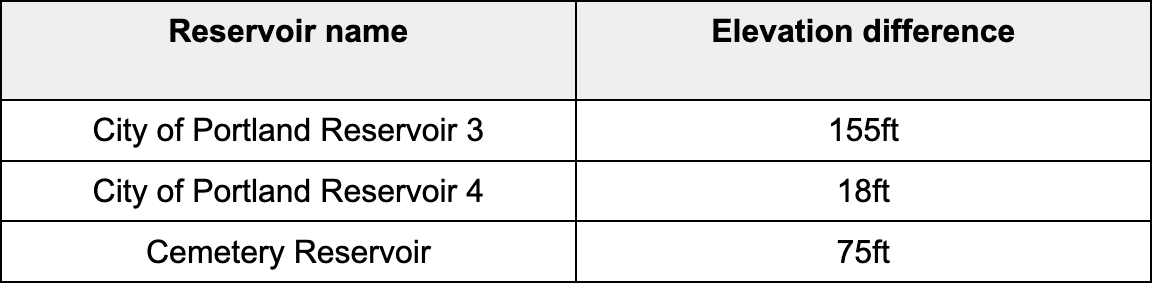 Reservoir name Elevation difference
City of Portland Reservoir 3 155ft
City of Portland Reservoir 4 18ft
Cemetery Reservoir 75ft